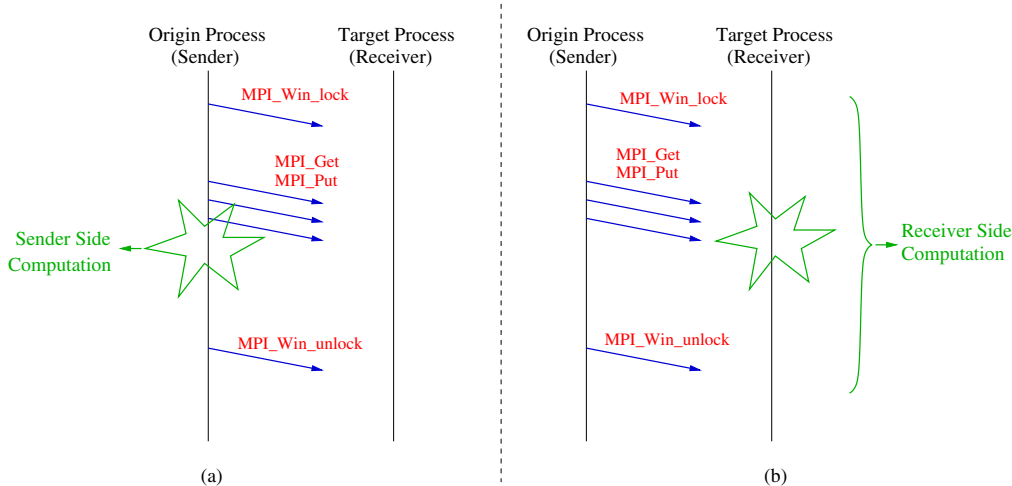 Origin Process
(Sender)
Target Process
(Receiver)
MPI_Win_lock
MPI_Get
MPI_Put
Sender Side
Computation
MPI_Win_unlock
(a)
Origin Process
(Sender)
Target Process
(Receiver)
MPI_Win_lock
MPI_Get
MPI_Put
Receiver Side
Computation
MPI_Win_unlock
(b)